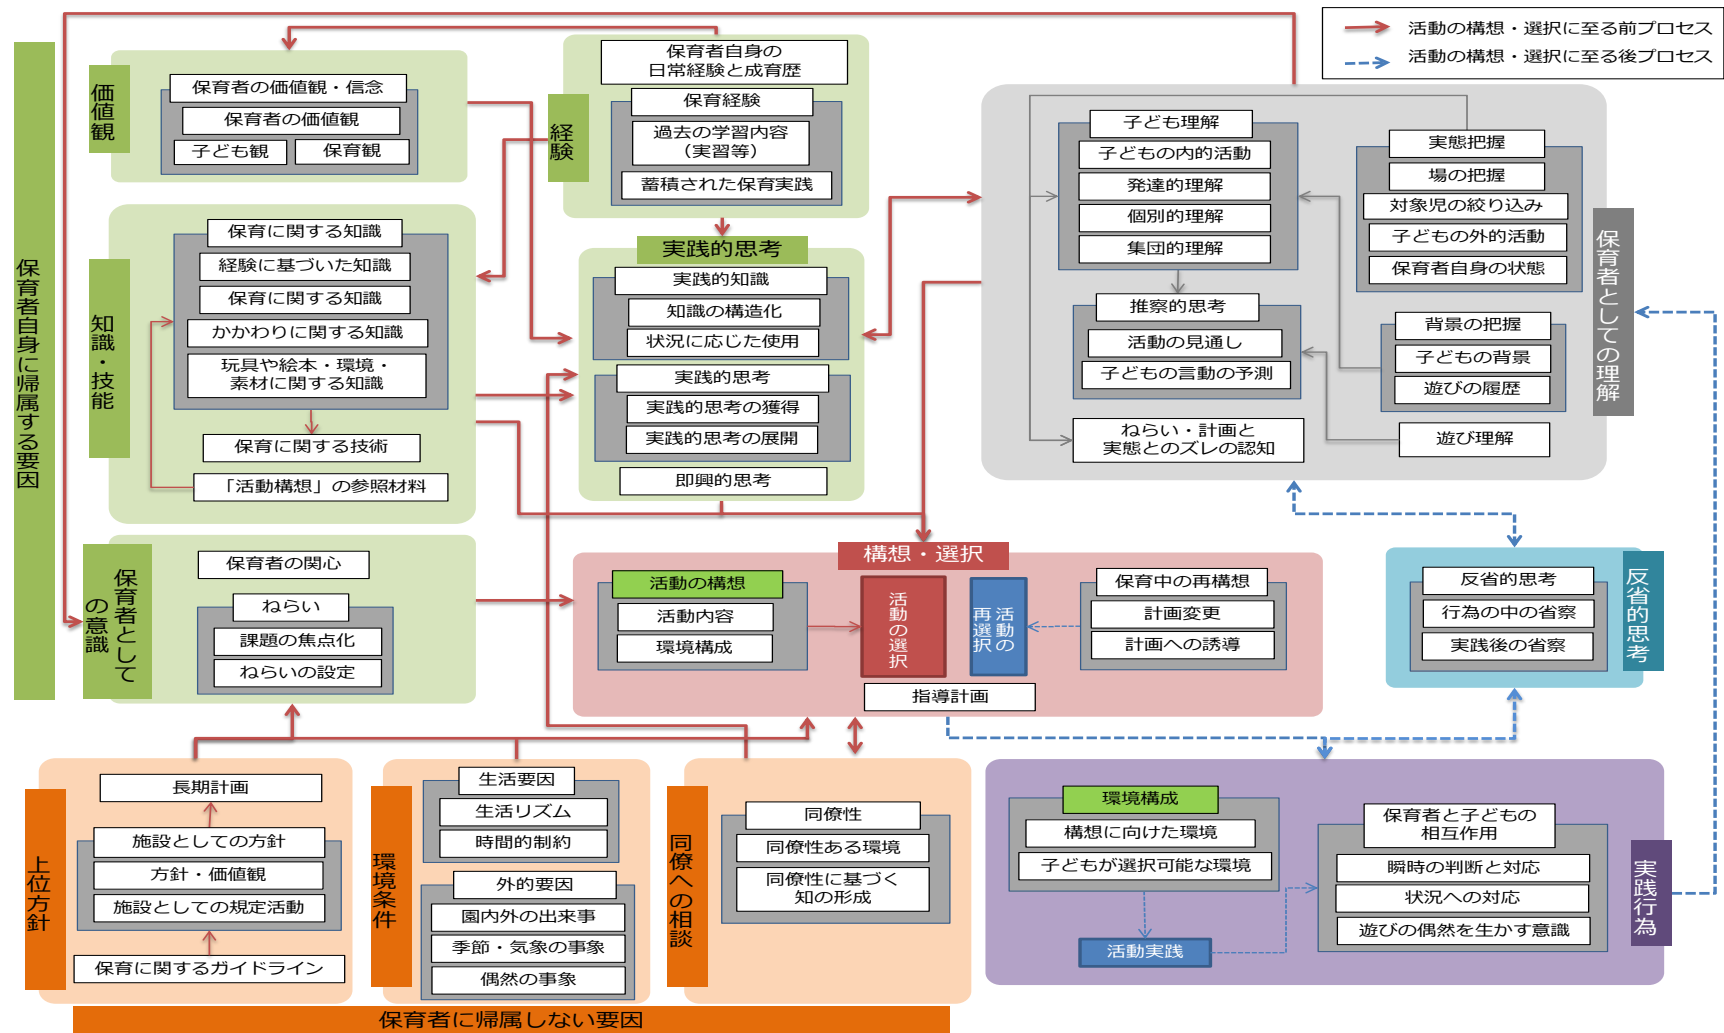 活動の構想・選択に至る前プロセス
活動の構想・選択に至る後プロセス
保育者自身に帰属する要因
価値観
保育者の価値観・信念
保育者の価値観
子ども観
保育観
経験
保育者自身の
日常経験と成育歴
保育経験
過去の学習内容
（実習等）
蓄積された保育実践
知識・技能
保育に関する知識
経験に基づいた知識
保育に関する知識
かかわりに関する知識
玩具や絵本・環境・
素材に関する知識
保育に関する技術
「活動構想」の参照材料
実践的思考
実践的知識
知識の構造化
状況に応じた使用
実践的思考
実践的思考の獲得
実践的思考の展開
即興的思考
保育者としての理解
子ども理解
子どもの内的活動
発達的理解
個別的理解
集団的理解
推察的思考
活動の見通し
子どもの言動の予測
ねらい・計画と
実態とのズレの認知
実態把握
場の把握
対象児の絞り込み
子どもの外的活動
保育者自身の状態
背景の把握
子どもの背景
遊びの履歴
遊び理解
保育者として
の意識
保育者の関心
ねらい
課題の焦点化
ねらいの設定
構想・選択
活動の構想
活動内容
環境構成
活動の選択
活動の
再選択
保育中の再構想
計画変更
計画への誘導
指導計画
反省的思考
反省的思考
行為の中の省察
実践後の省察
上位方針
長期計画
施設としての方針
方針・価値観
施設としての規定活動
保育に関するガイドライン
環境条件
生活要因
生活リズム
時間的制約
外的要因
園内外の出来事
季節・気象の事象
偶然の事象
同僚への相談
同僚性
同僚性ある環境
同僚性に基づく
知の形成
実践行為
環境構成
構想に向けた環境
子どもが選択可能な環境
活動実践
保育者と子どもの
相互作用
瞬時の判断と対応
状況への対応
遊びの偶然を生かす意識
保育者に帰属しない要因